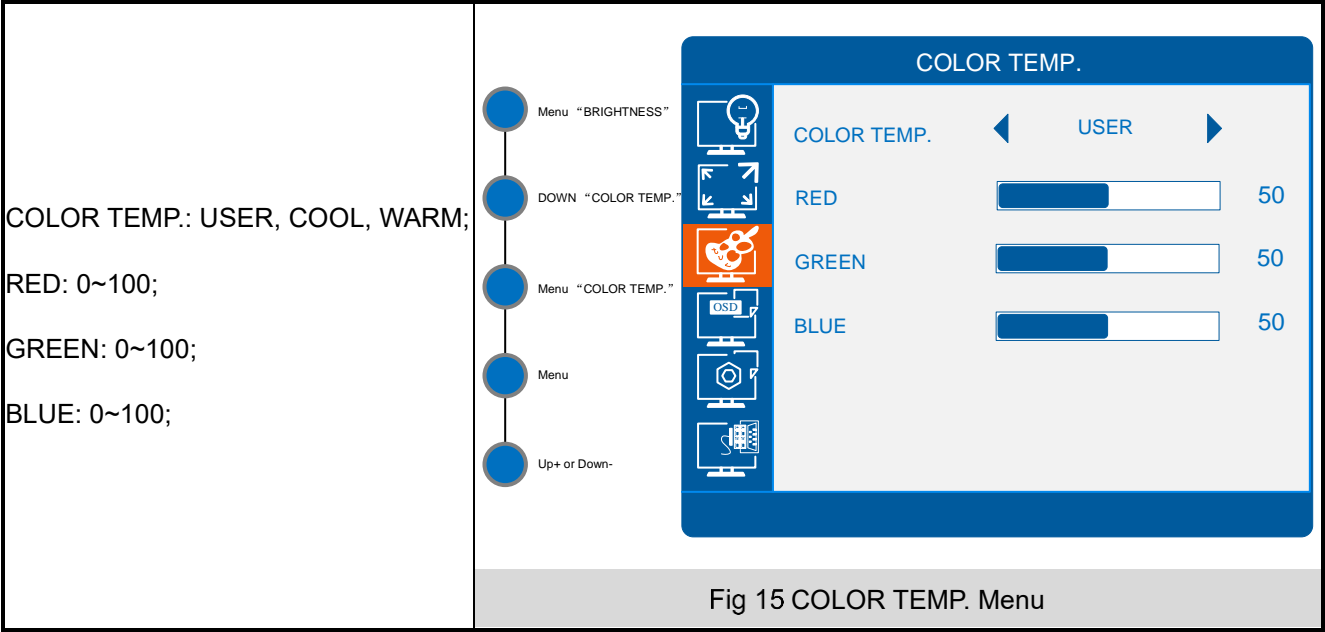 COLOR TEMP.: USER, COOL, WARM;
RED: 0~100;
GREEN: 0~100;
BLUE: 0~100;
Menu “BRIGHTNESS”
DOWN “COLOR TEMP.”
Menu “COLOR TEMP.”
Menu
Up+ or Down-
COLOR TEMP.
OSD
COLOR TEMP. USER
RED 50
GREEN 50
BLUE 50
Fig 15 COLOR TEMP. Menu